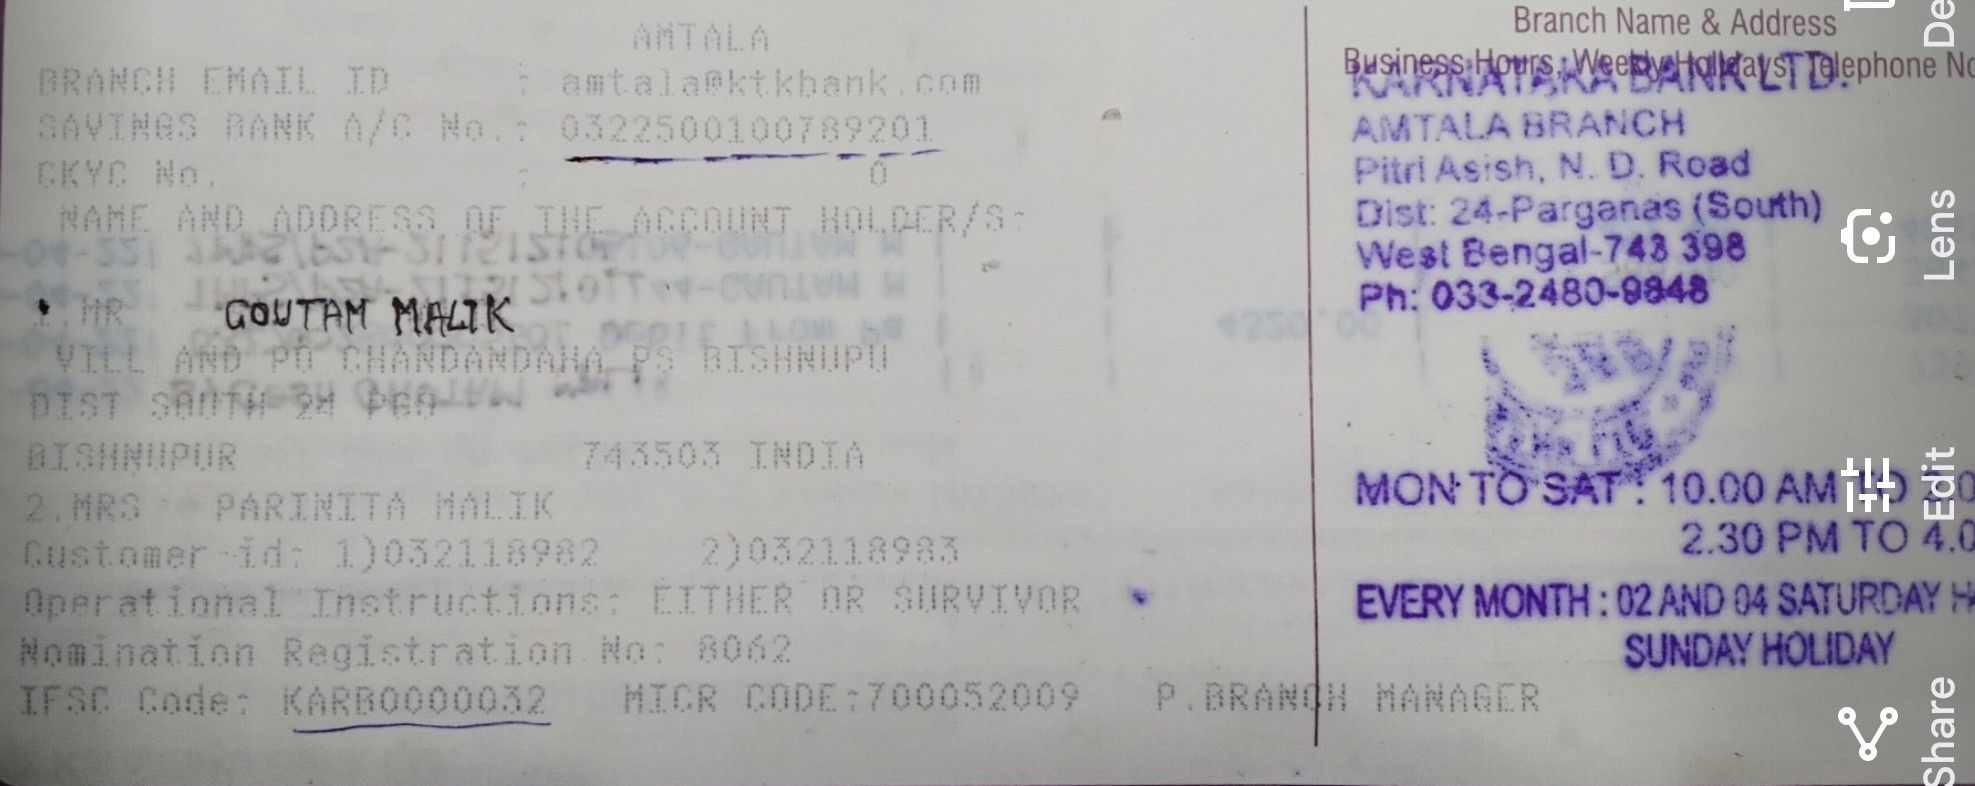 AMTALA
BRANCH EMAIL ID : amtala@ktkbank.com
SAVINGS BANK A/C No.: 0322500100789201
CKYC No. : 0
NAME AND ADDRESS OF THE ACCOUNT HOLDER/S:
1.MR GOUTAM MALIK
VILL AND PO CHANDANDAHA PS BISHNUPU
DIST SOUTH 24 PGA
BISHNUPUR 743503 INDIA
2.MRS PARINITA MALIK
Customer-id: 1)032118982 2)032118983
Operational Instructions: EITHER OR SURVIVOR
Nomination Registration No: 8062
IFSC Code: KARB0000032 MICR CODE:700052009 P.BRANCH MANAGER
Branch Name & Address
Business Hours, Weekly Holidays, Telephone No
KARNATAKA BANK LTD.
AMTALA BRANCH
Pitri Asish, N. D. Road
Dist: 24-Parganas (South)
West Bengal-743 398
Ph: 033-2480-9848
MON TO SAT : 10.00 AM TO
2.30 PM TO 4.0
EVERY MONTH : 02 AND 04 SATURDAY H
SUNDAY HOLIDAY
De
Lens
Edit
Share